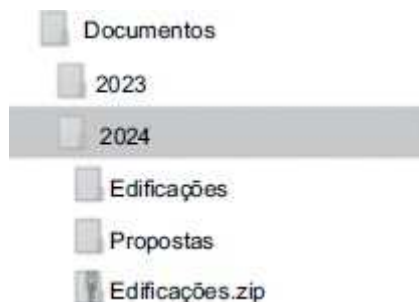 Documentos
2023
2024
Edificações
Propostas
Edificações.zip